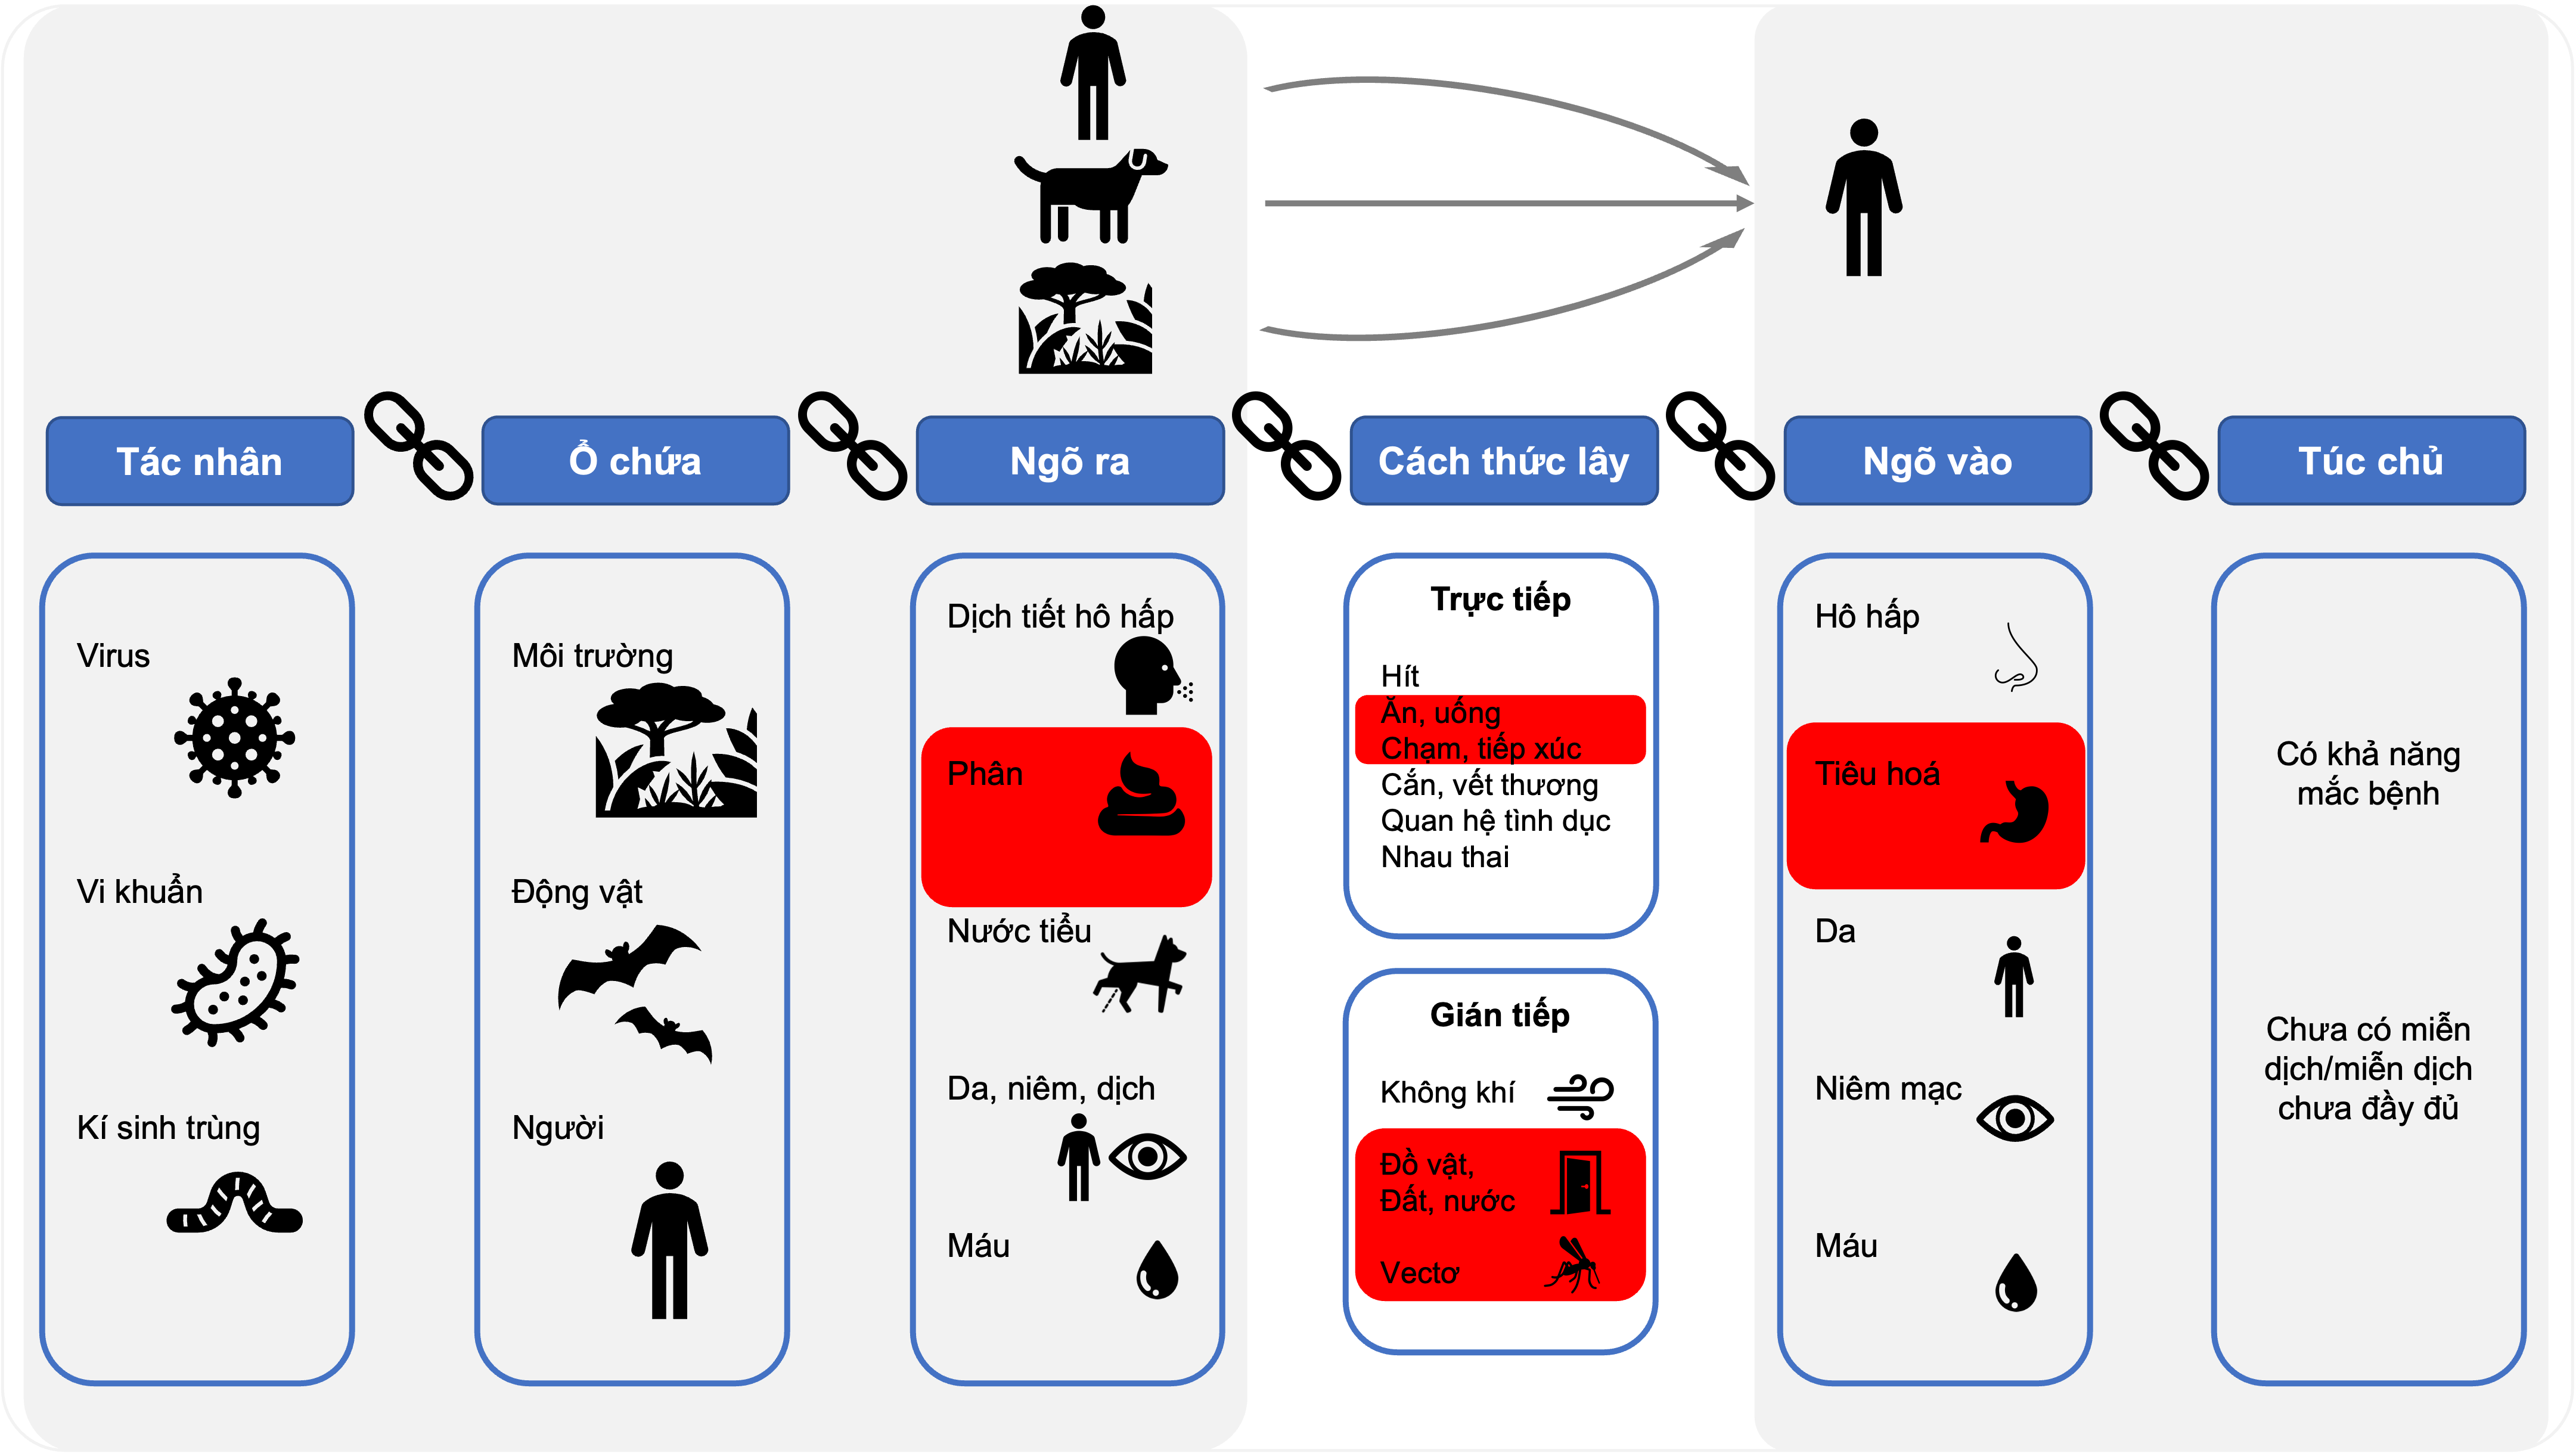 Tác nhân
Ổ chứa
Ngõ ra
Cách thức lây
Ngõ vào
Túc chủ
Virus
Vi khuẩn
Kí sinh trùng
Môi trường
Động vật
Người
Dịch tiết hô hấp
Phân
Nước tiểu
Da, niêm, dịch
Máu
Trực tiếp
Hít
Ăn, uống
Chạm, tiếp xúc
Cắn, vết thương
Quan hệ tình dục
Nhau thai
Gián tiếp
Không khí
Đồ vật,
Đất, nước
Vectơ
Hô hấp
Tiêu hoá
Da
Niêm mạc
Máu
Có khả năng
mắc bệnh
Chưa có miễn
dịch/miễn dịch
chưa đầy đủ